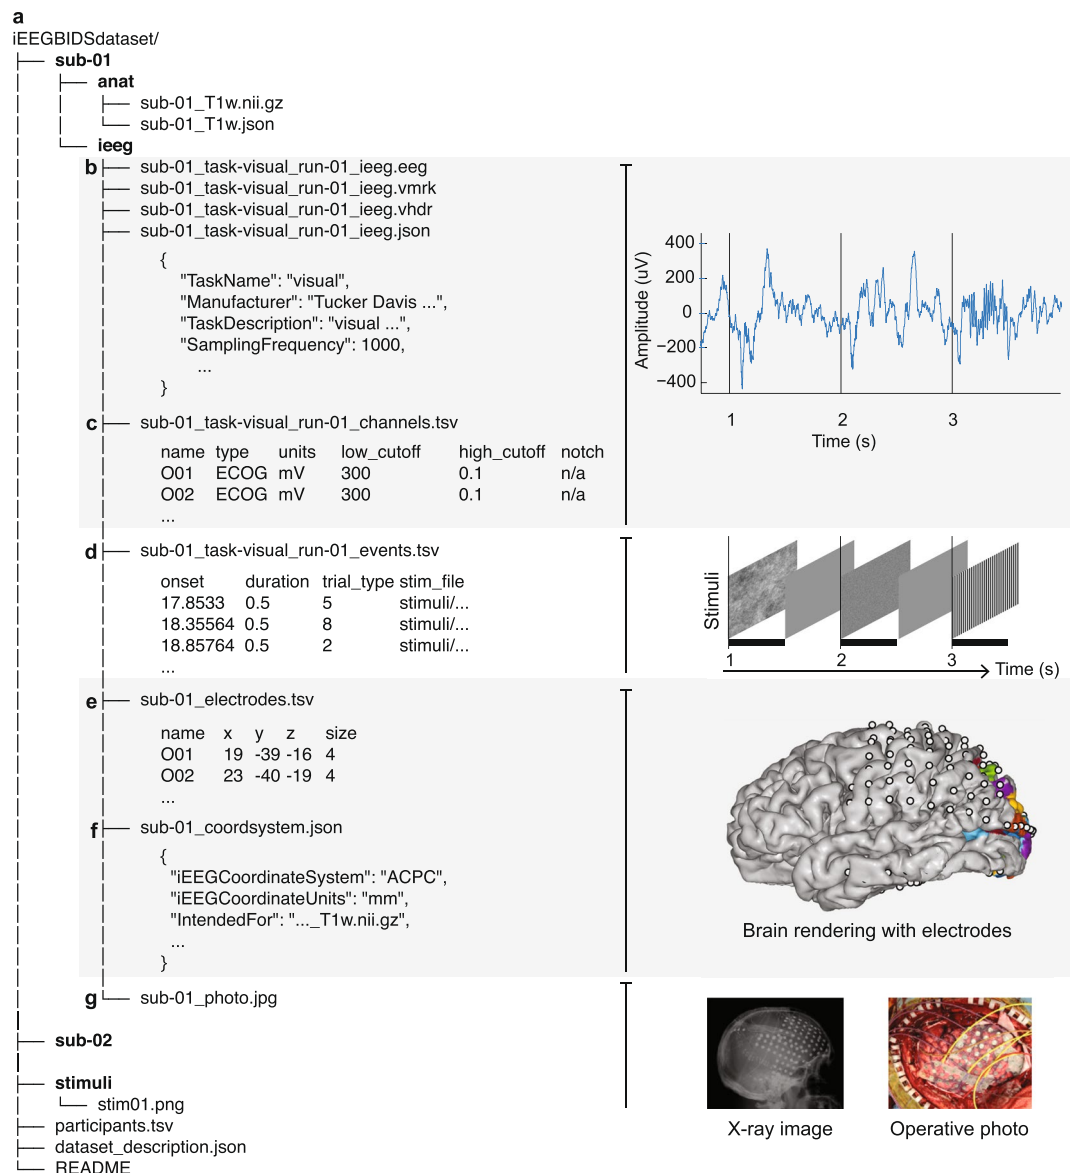 a
iEEGBIDSdataset/
sub-01
anat
sub-01_T1w.nii.gz
sub-01_T1w.json
ieeg
b sub-01_task-visual_run-01_ieeg.eeg
sub-01_task-visual_run-01_ieeg.vmrk
sub-01_task-visual_run-01_ieeg.vhdr
sub-01_task-visual_run-01_ieeg.json
{
"TaskName": "visual",
"Manufacturer": "Tucker Davis ...",
"TaskDescription": "visual ...",
"SamplingFrequency": 1000,
...
}
400
200
0
−200
−400
Amplitude (uV)
1 2 3
Time (s)
c sub-01_task-visual_run-01_channels.tsv
name type units low_cutoff high_cutoff notch
O01 ECOG mV 300 0.1 n/a
O02 ECOG mV 300 0.1 n/a
...
d sub-01_task-visual_run-01_events.tsv
onset duration trial_type stim_file
17.8533 0.5 5 stimuli/...
18.35564 0.5 8 stimuli/...
18.85764 0.5 2 stimuli/...
...
Stimuli
1 2 3
Time (s)
e sub-01_electrodes.tsv
name x y z size
O01 19 -39 -16 4
O02 23 -40 -19 4
...
f sub-01_coordsystem.json
{
"iEEGCoordinateSystem": "ACPC",
"iEEGCoordinateUnits": "mm",
"IntendedFor": "..._T1w.nii.gz",
...
}
Brain rendering with electrodes
g sub-01_photo.jpg
sub-02
stimuli
stim01.png
participants.tsv
dataset_description.json
README
X-ray image
Operative photo